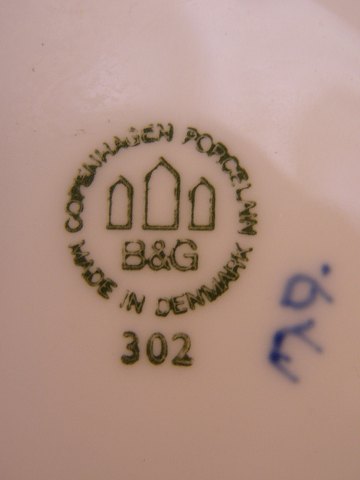 COPENHAGEN PORCELAIN
B&G
MADE IN DENMARK
302